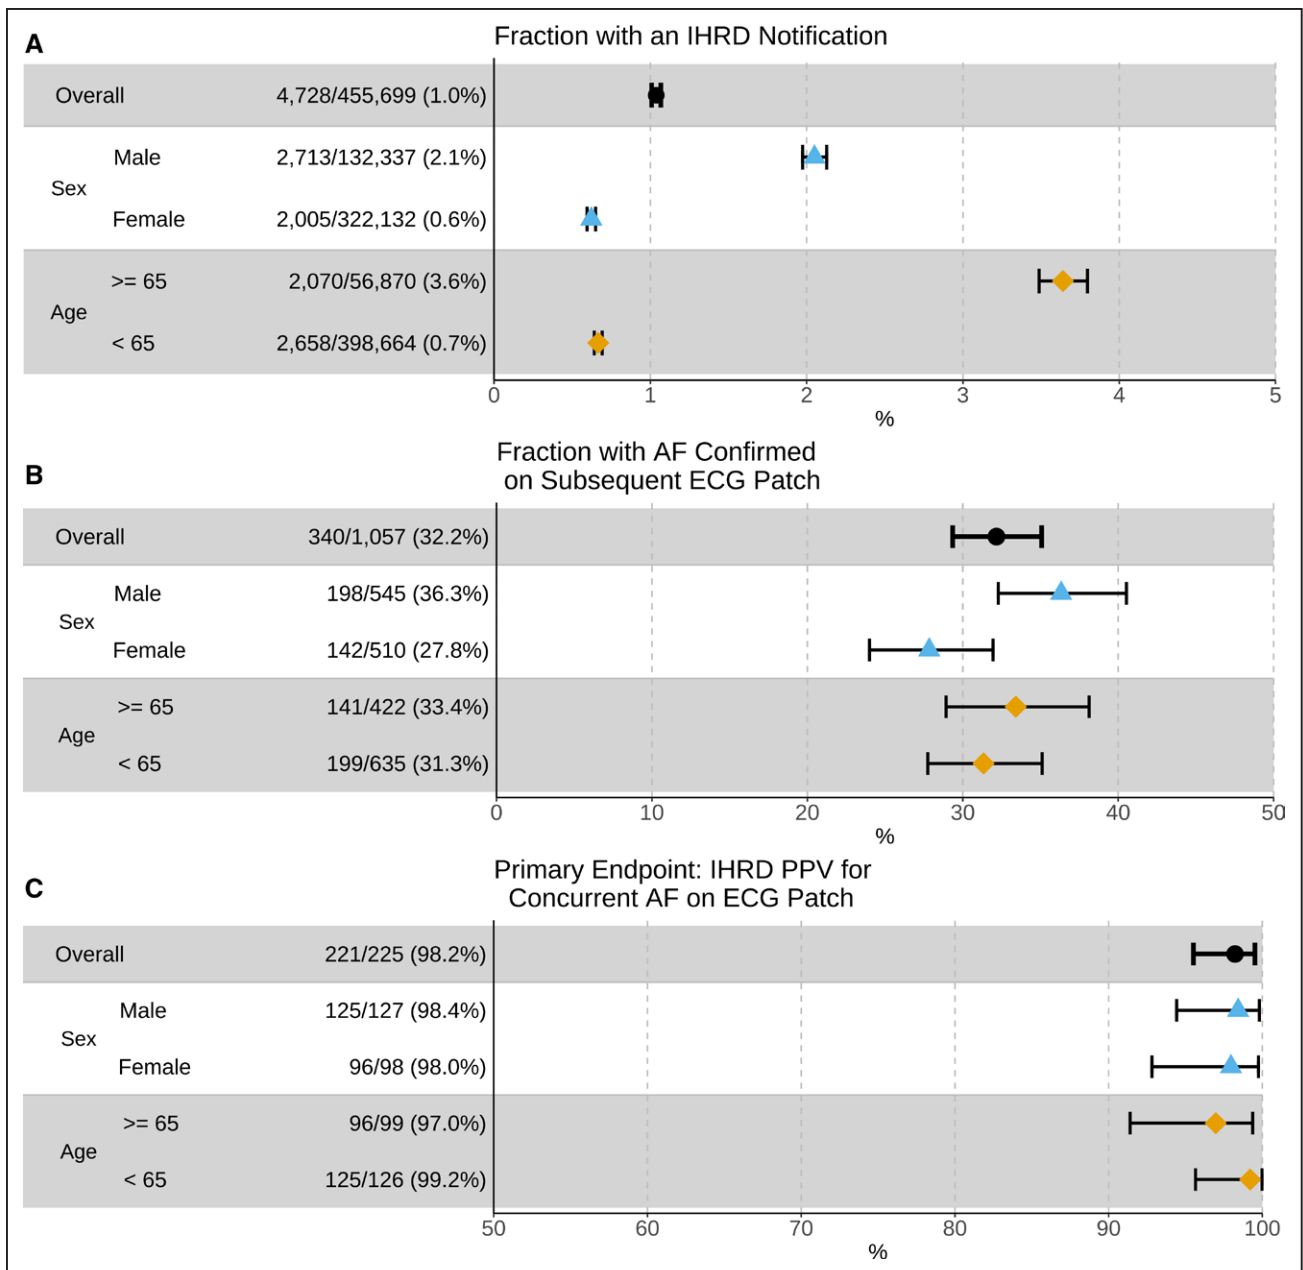 A
Fraction with an IHRD Notification
Overall 4,728/455,699 (1.0%)
Male 2,713/132,337 (2.1%)
Sex
Female 2,005/322,132 (0.6%)
>= 65 2,070/56,870 (3.6%)
Age
< 65 2,658/398,664 (0.7%)
0 1 2 3 4 5
%
B
Fraction with AF Confirmed
on Subsequent ECG Patch
Overall 340/1,057 (32.2%)
Male 198/545 (36.3%)
Sex
Female 142/510 (27.8%)
>= 65 141/422 (33.4%)
Age
< 65 199/635 (31.3%)
0 10 20 30 40 50
%
C
Primary Endpoint: IHRD PPV for
Concurrent AF on ECG Patch
Overall 221/225 (98.2%)
Male 125/127 (98.4%)
Sex
Female 96/98 (98.0%)
>= 65 96/99 (97.0%)
Age
< 65 125/126 (99.2%)
50 60 70 80 90 100
%